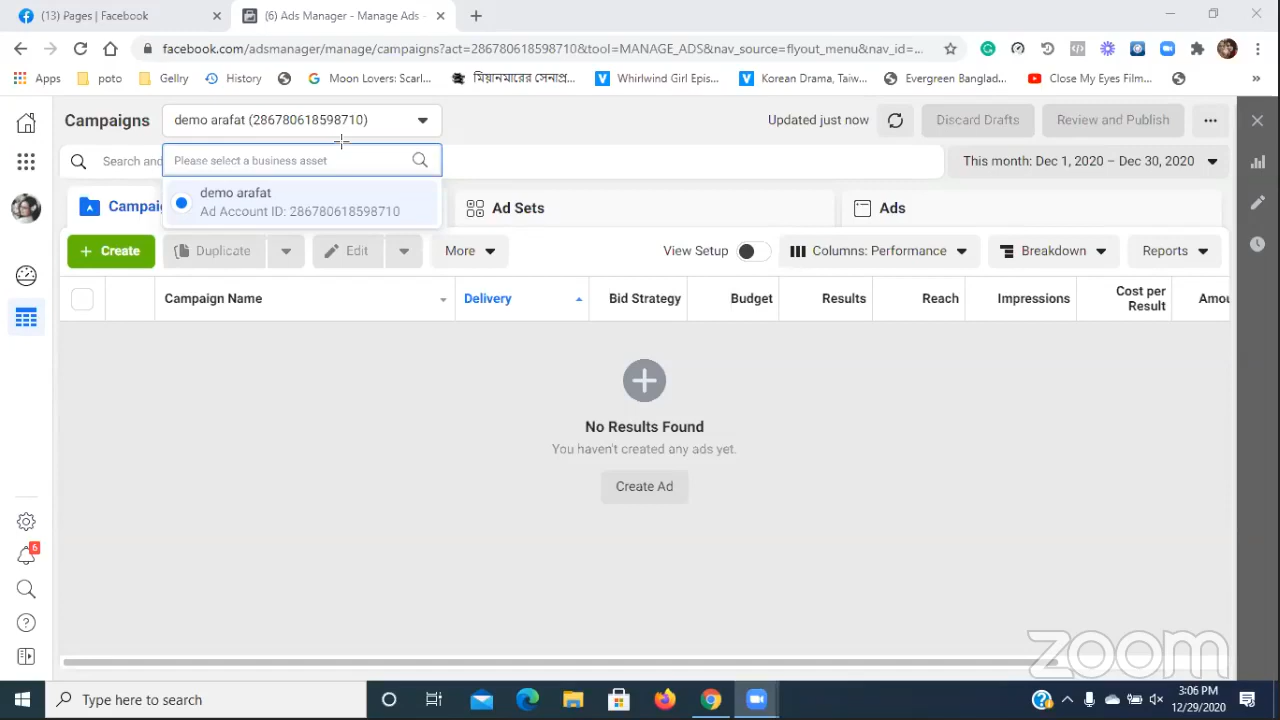 (13) Pages | Facebook
(6) Ads Manager - Manage Ads -
facebook.com/adsmanager/manage/campaigns?act=286780618598710&tool=MANAGE_ADS&nav_source=flyout_menu&nav_id=...
Apps
poto
Gellry
History
Moon Lovers: Scarl...
মিয়ানমারের সেনাপ্র...
Whirlwind Girl Epis...
Korean Drama, Taiw...
Evergreen Banglad...
Close My Eyes Film...
»
Campaigns
demo arafat (286780618598710)
Updated just now
Discard Drafts
Review and Publish
Search and
Please select a business asset
This month: Dec 1, 2020 – Dec 30, 2020
demo arafat
Ad Account ID: 286780618598710
Campai
Ad Sets
Ads
+ Create
Duplicate
Edit
More
View Setup
Columns: Performance
Breakdown
Reports
Campaign Name
Delivery
Bid Strategy
Budget
Results
Reach
Impressions
Cost per
Result
Amou
No Results Found
You haven't created any ads yet.
Create Ad
6
zoom
Type here to search
3:06 PM
12/29/2020